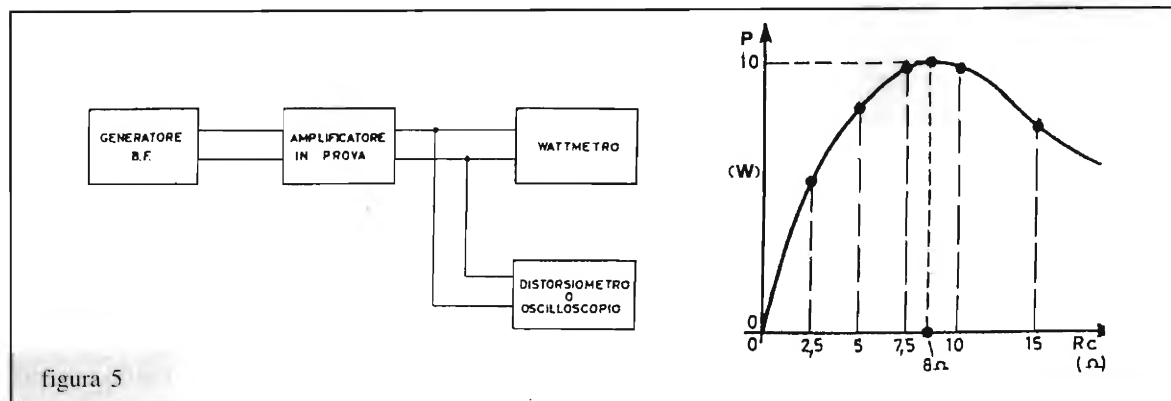 GENERATORE
B.F.
AMPLIFICATORE
IN PROVA
WATTMETRO
DISTORSIOMETRO
O
OSCILLOSCOPIO
figura 5
P
10
(W)
0
0
2,5
5
7,5
10
15
Rc
8Ω
(Ω)